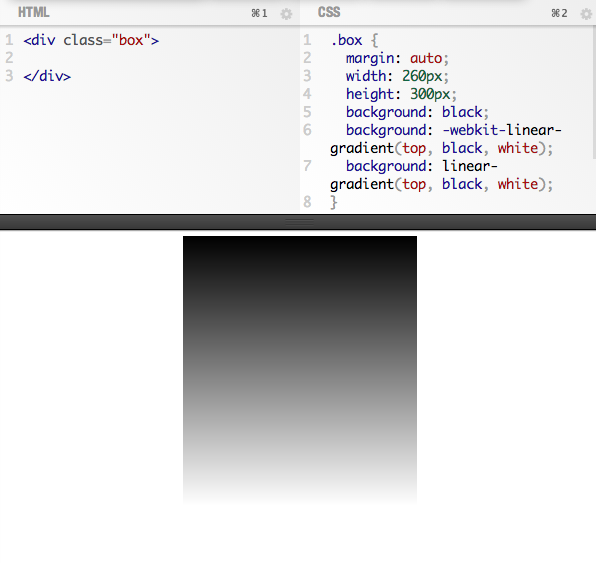 HTML
⌘1
1 <div class="box">
2
3 </div>
CSS
⌘2
1 .box {
2 margin: auto;
3 width: 260px;
4 height: 300px;
5 background: black;
6 background: -webkit-linear-
gradient(top, black, white);
7 background: linear-
gradient(top, black, white);
8 }